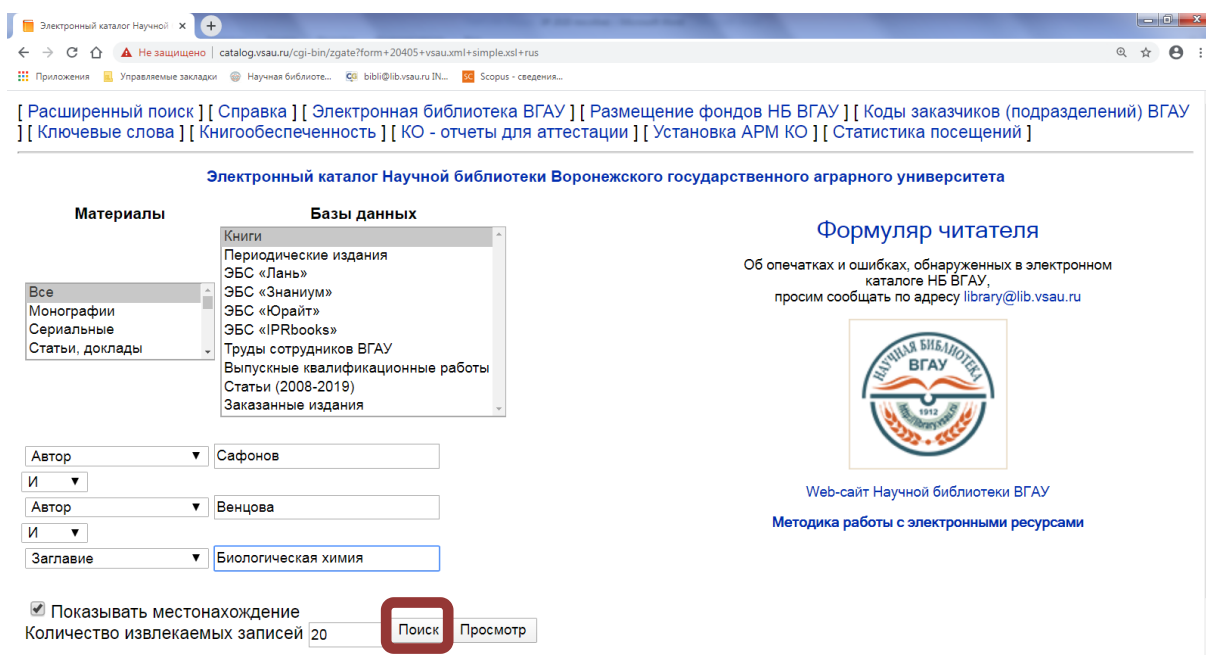 Электронный каталог Научной
Не защищено | catalog.vsau.ru/cgi-bin/zgate?form+20405+vsau.xml+simple.xsl+rus
Приложения Управляемые закладки Научная библиоте... bibli@lib.vsau.ru IN... SC Scopus - сведения...
[ Расширенный поиск ] [ Справка ] [ Электронная библиотека ВГАУ ] [ Размещение фондов НБ ВГАУ ] [ Коды заказчиков (подразделений) ВГАУ
] [ Ключевые слова ] [ Книгообеспеченность ] [ КО - отчеты для аттестации ] [ Установка АРМ КО ] [ Статистика посещений ]
Электронный каталог Научной библиотеки Воронежского государственного аграрного университета
Материалы
Все
Монографии
Сериальные
Статьи, доклады
Базы данных
Книги
Периодические издания
ЭБС «Лань»
ЭБС «Знаниум»
ЭБС «Юрайт»
ЭБС «IPRbooks»
Труды сотрудников ВГАУ
Выпускные квалификационные работы
Статьи (2008-2019)
Заказанные издания
Автор Сафонов
И
Автор Венцова
И
Заглавие Биологическая химия
Показывать местонахождение
Количество извлекаемых записей 20 Поиск Просмотр
Формуляр читателя
Об опечатках и ошибках, обнаруженных в электронном
каталоге НБ ВГАУ,
просим сообщать по адресу library@lib.vsau.ru
НАУЧНАЯ БИБЛИОТЕКА
ВГАУ
1912
http://library.vsau.ru
Web-сайт Научной библиотеки ВГАУ
Методика работы с электронными ресурсами